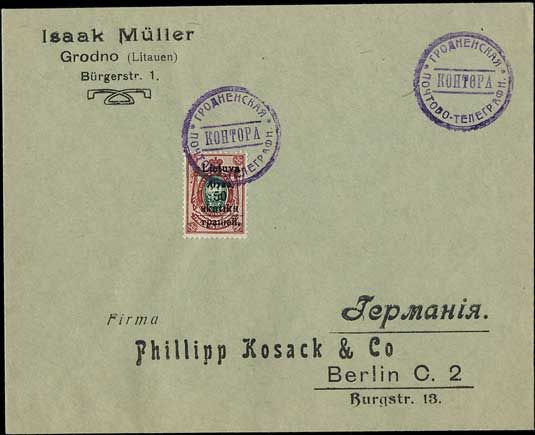 Isaak Müller
Grodno (Litauen)
Bürgerstr. 1.
ГРОДНЕНСКАЯ
КОНТОРА
ПОЧТОВО-ТЕЛЕГРАФН.
ГРОДНЕНСКАЯ
КОНТОРА
ПОЧТОВО-ТЕЛЕГРАФН.
Lietuva
50
skatikų
Германія.
Firma
Phillipp Kosack & Co
Berlin C. 2
Burgstr. 13.